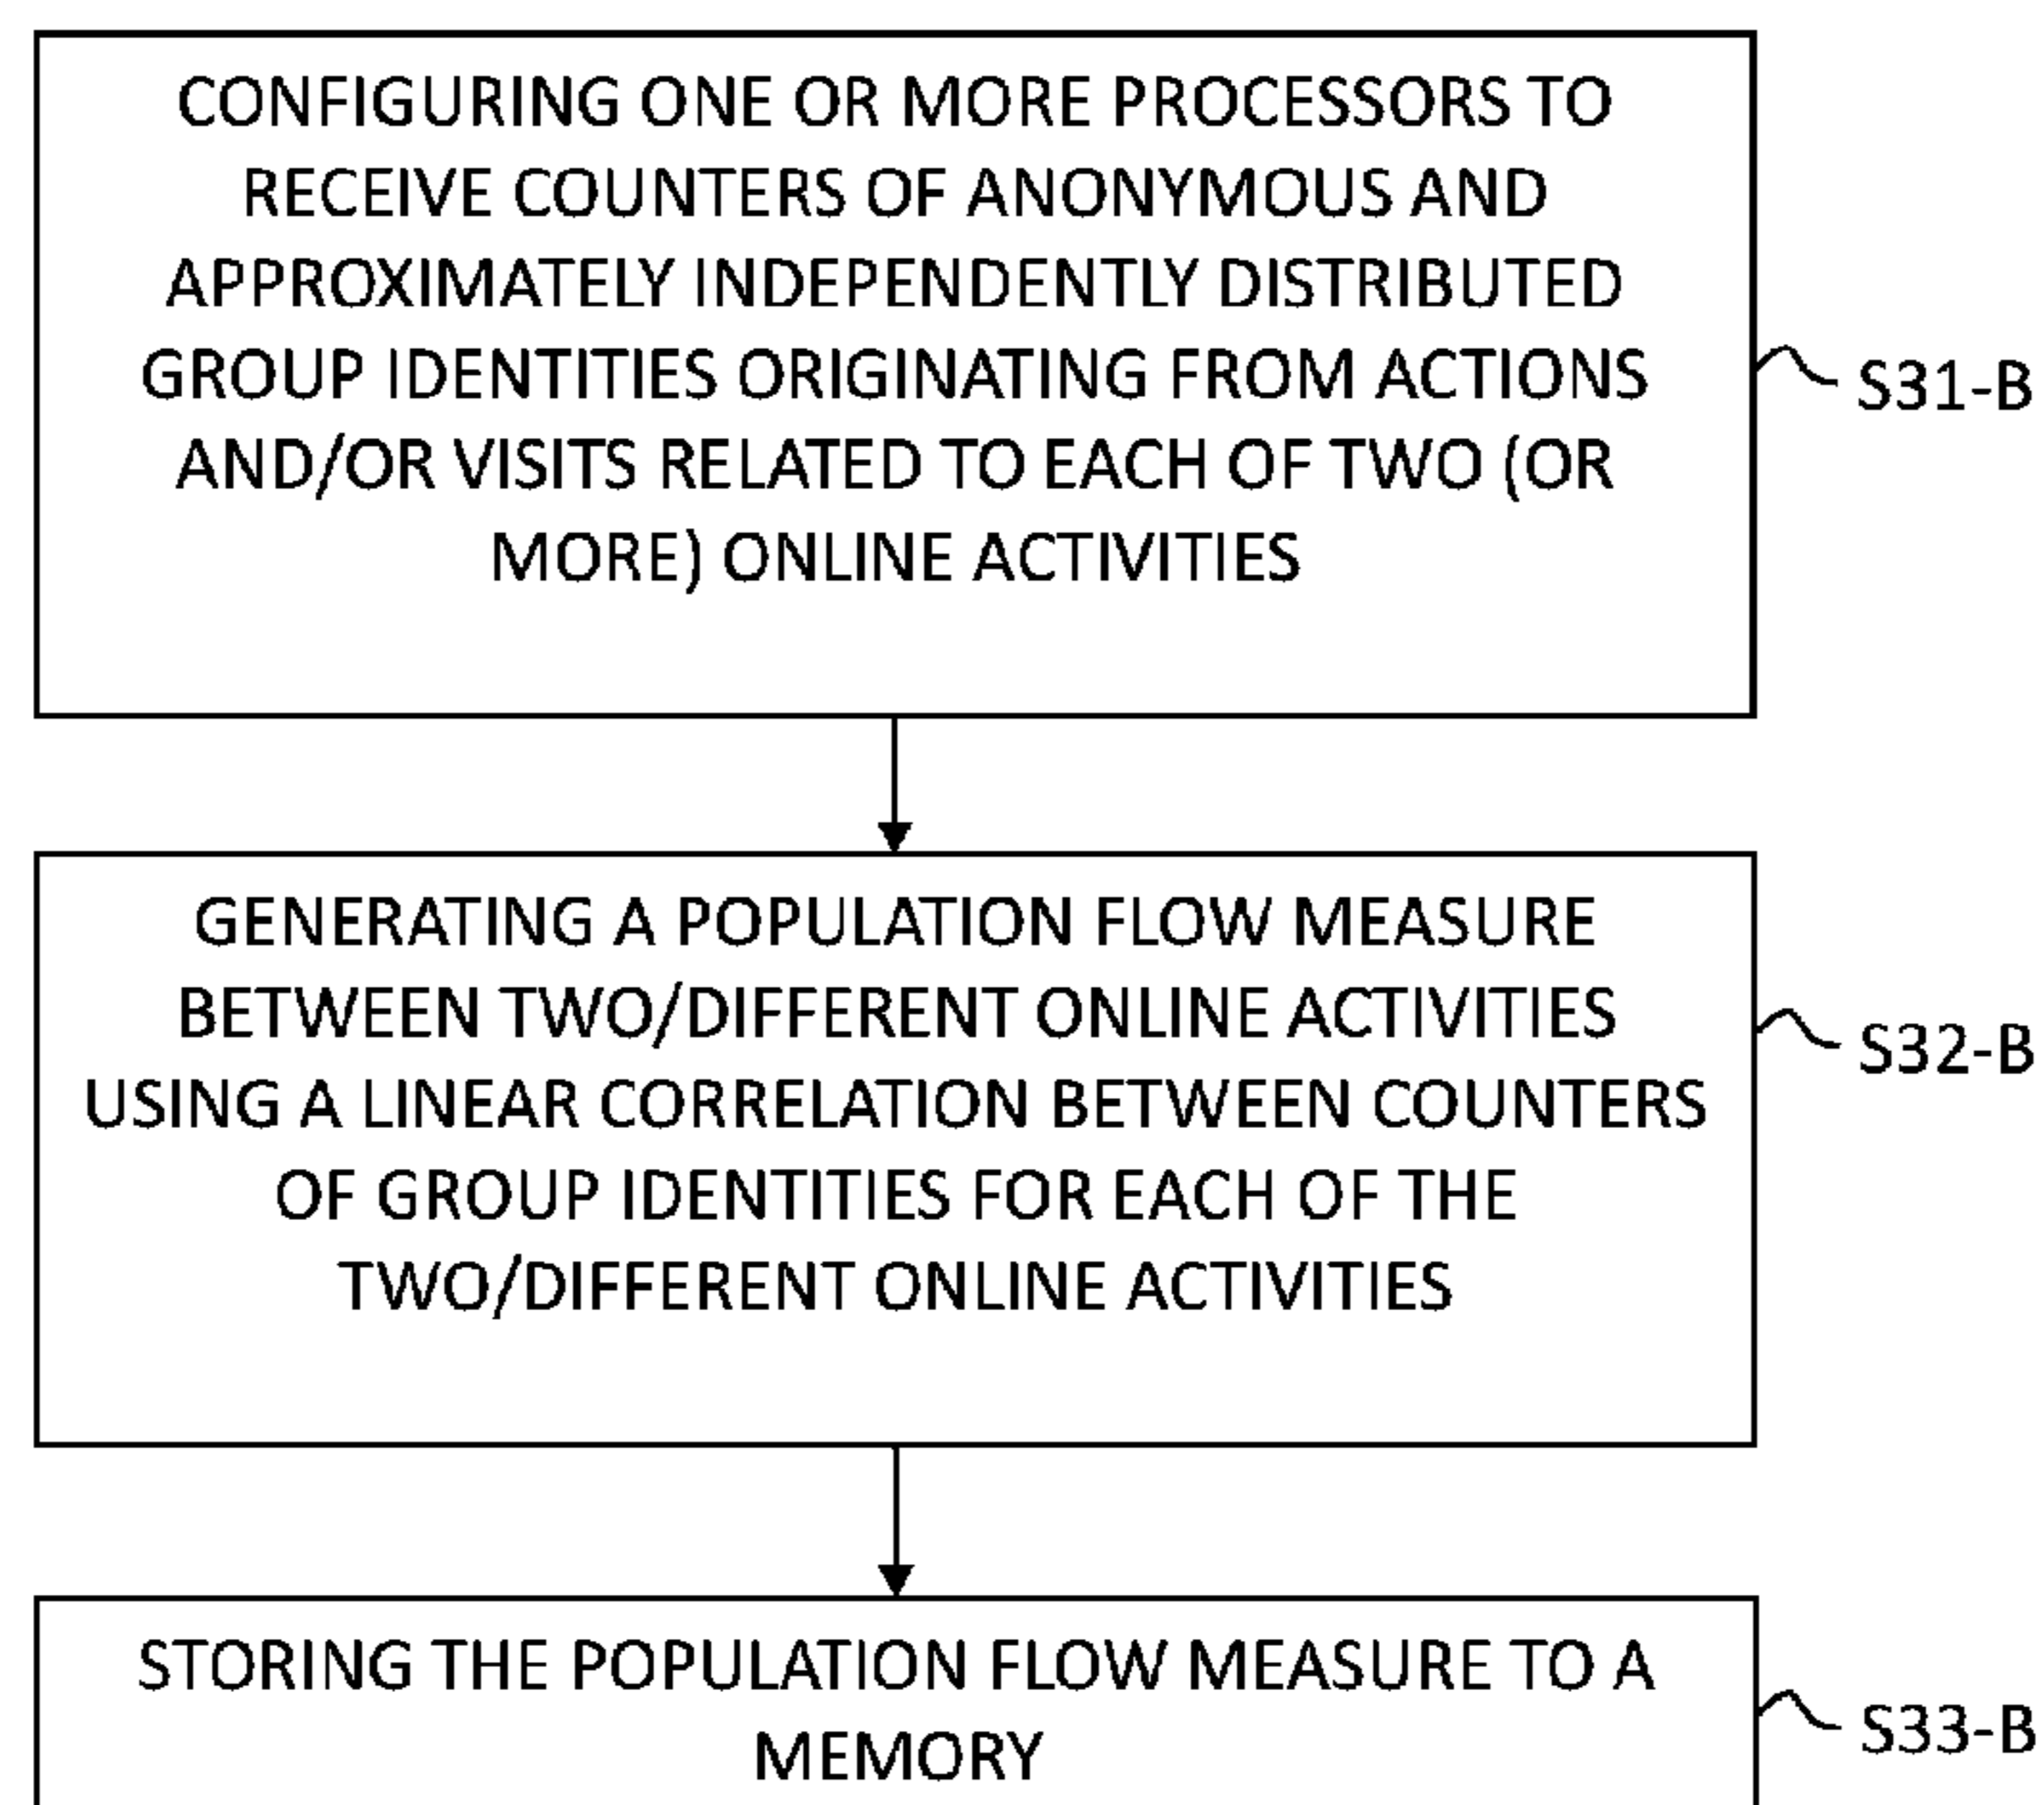 CONFIGURING ONE OR MORE PROCESSORS TO
RECEIVE COUNTERS OF ANONYMOUS AND
APPROXIMATELY INDEPENDENTLY DISTRIBUTED
GROUP IDENTITIES ORIGINATING FROM ACTIONS
AND/OR VISITS RELATED TO EACH OF TWO (OR
MORE) ONLINE ACTIVITIES
S31-B
GENERATING A POPULATION FLOW MEASURE
BETWEEN TWO/DIFFERENT ONLINE ACTIVITIES
USING A LINEAR CORRELATION BETWEEN COUNTERS
OF GROUP IDENTITIES FOR EACH OF THE
TWO/DIFFERENT ONLINE ACTIVITIES
S32-B
STORING THE POPULATION FLOW MEASURE TO A
MEMORY
S33-B